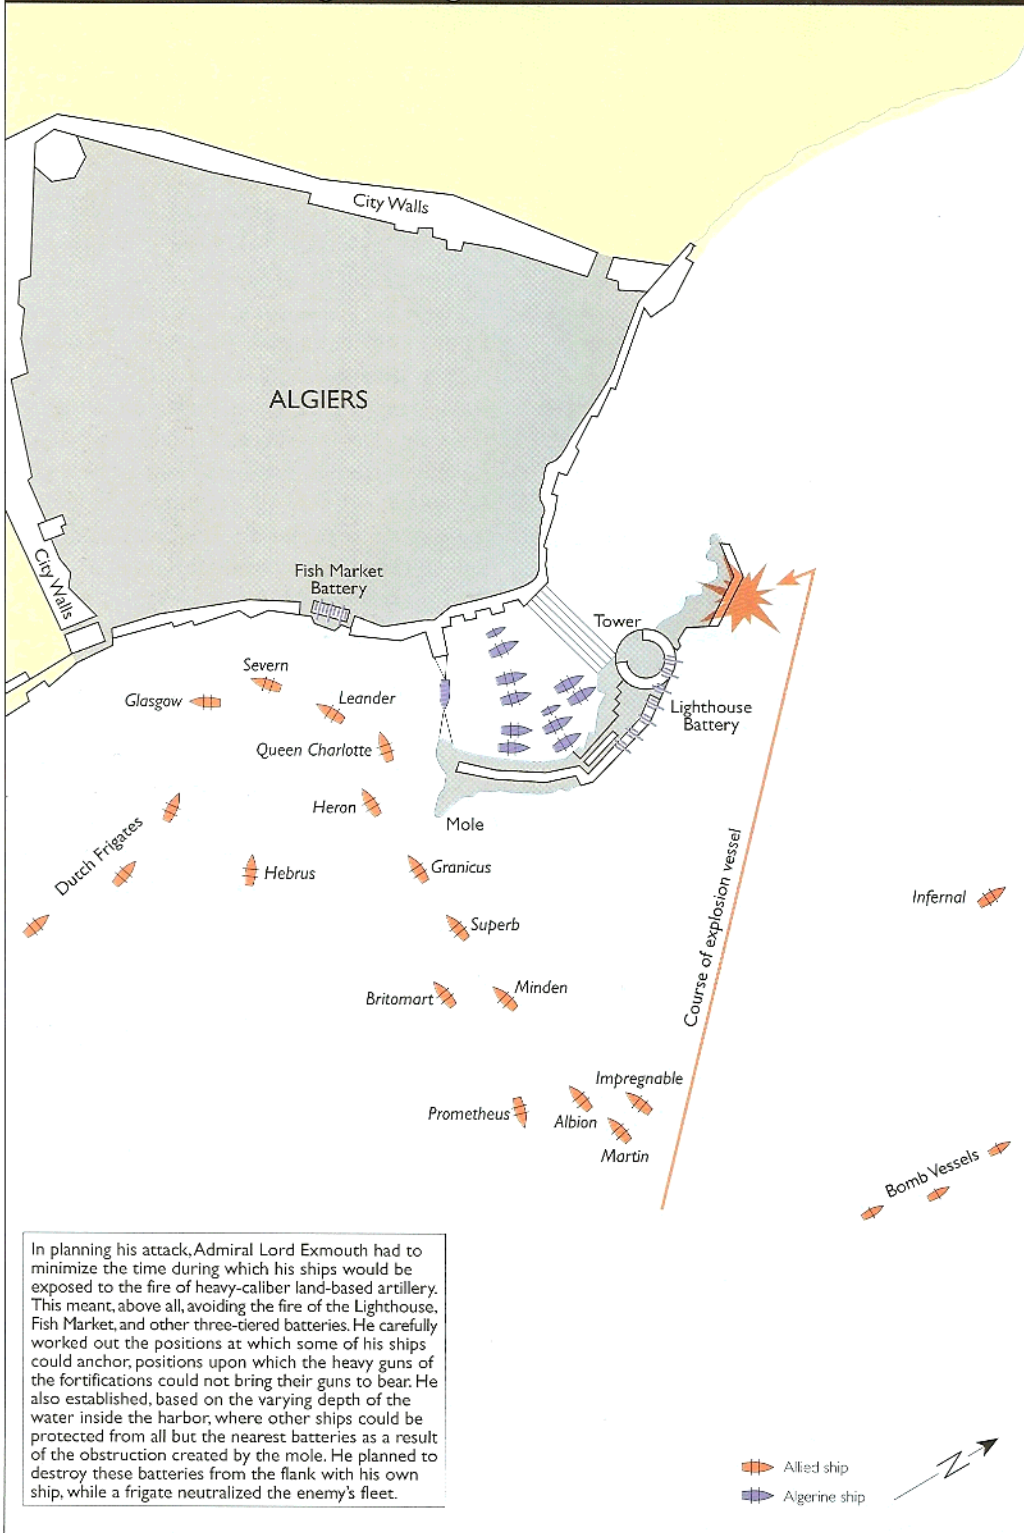 City Walls
ALGIERS
City Walls
Fish Market
Battery
Tower
Lighthouse
Battery
Severn
Glasgow
Leander
Queen Charlotte
Heron
Mole
Dutch Frigates
Hebrus
Granicus
Superb
Infernal
Course of explosion vessel
Britomart
Minden
Impregnable
Prometheus
Albion
Martin
Bomb Vessels
In planning his attack, Admiral Lord Exmouth had to
minimize the time during which his ships would be
exposed to the fire of heavy-caliber land-based artillery.
This meant, above all, avoiding the fire of the Lighthouse,
Fish Market, and other three-tiered batteries. He carefully
worked out the positions at which some of his ships
could anchor, positions upon which the heavy guns of
the fortifications could not bring their guns to bear. He
also established, based on the varying depth of the
water inside the harbor, where other ships could be
protected from all but the nearest batteries as a result
of the obstruction created by the mole. He planned to
destroy these batteries from the flank with his own
ship, while a frigate neutralized the enemy's fleet.
Allied ship
Algerine ship
N